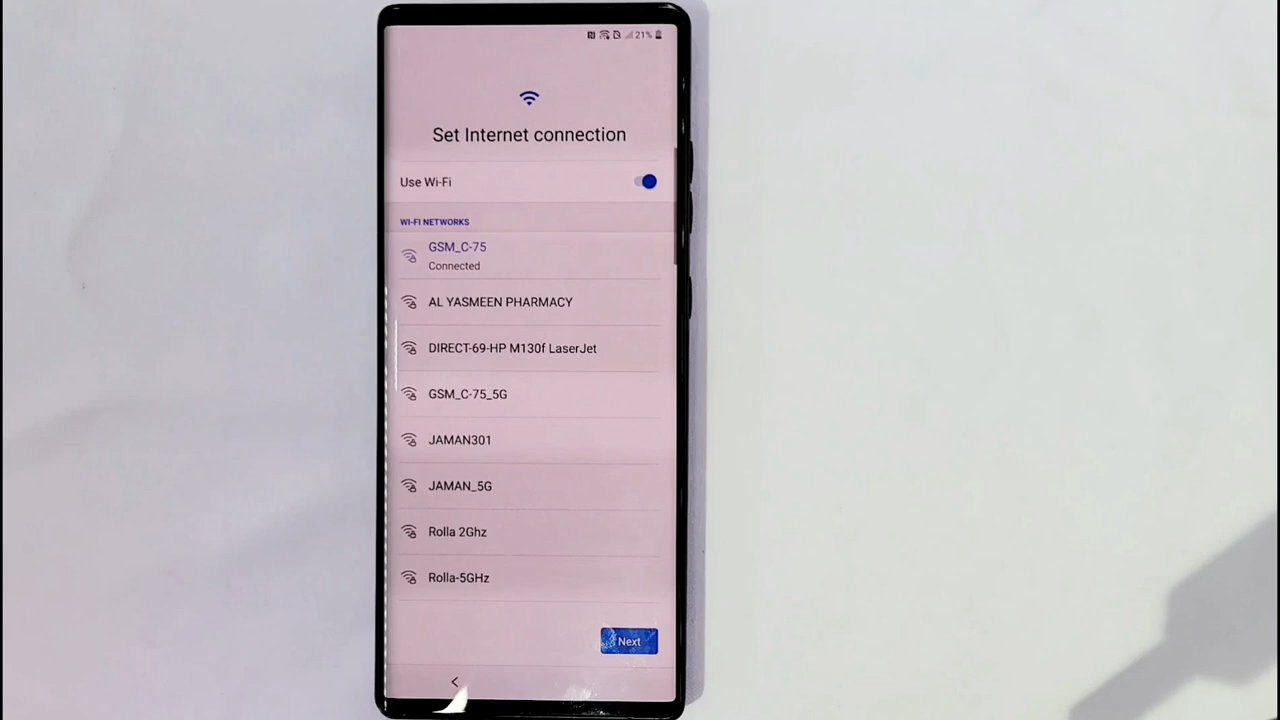 21%
Set Internet connection
Use Wi-Fi
WI-FI NETWORKS
GSM_C-75
Connected
AL YASMEEN PHARMACY
DIRECT-69-HP M130f LaserJet
GSM_C-75_5G
JAMAN301
JAMAN_5G
Rolla 2Ghz
Rolla-5GHz
Next